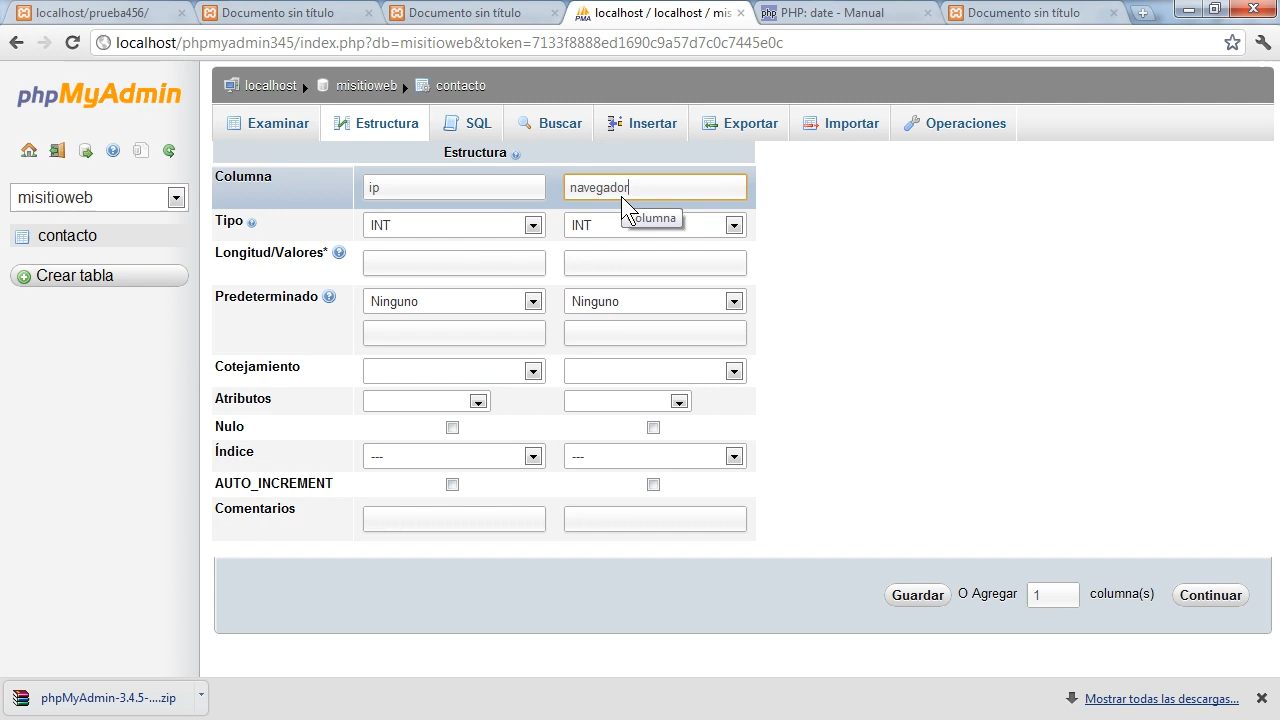 localhost/prueba456/
Documento sin título
Documento sin título
localhost / localhost / mis
PHP: date - Manual
Documento sin título
localhost/phpmyadmin345/index.php?db=misitioweb&token=7133f8888ed1690c9a57d7c0c7445e0c
phpMyAdmin
misitioweb
contacto
Crear tabla
localhost
misitioweb
contacto
Examinar
Estructura
SQL
Buscar
Insertar
Exportar
Importar
Operaciones
Estructura
Columna
ip
navegador
Columna
Tipo
INT
INT
Longitud/Valores*
Predeterminado
Ninguno
Ninguno
Cotejamiento
Atributos
Nulo
Índice
---
---
AUTO_INCREMENT
Comentarios
Guardar
O Agregar
1
columna(s)
Continuar
phpMyAdmin-3.4.5-....zip
Mostrar todas las descargas...